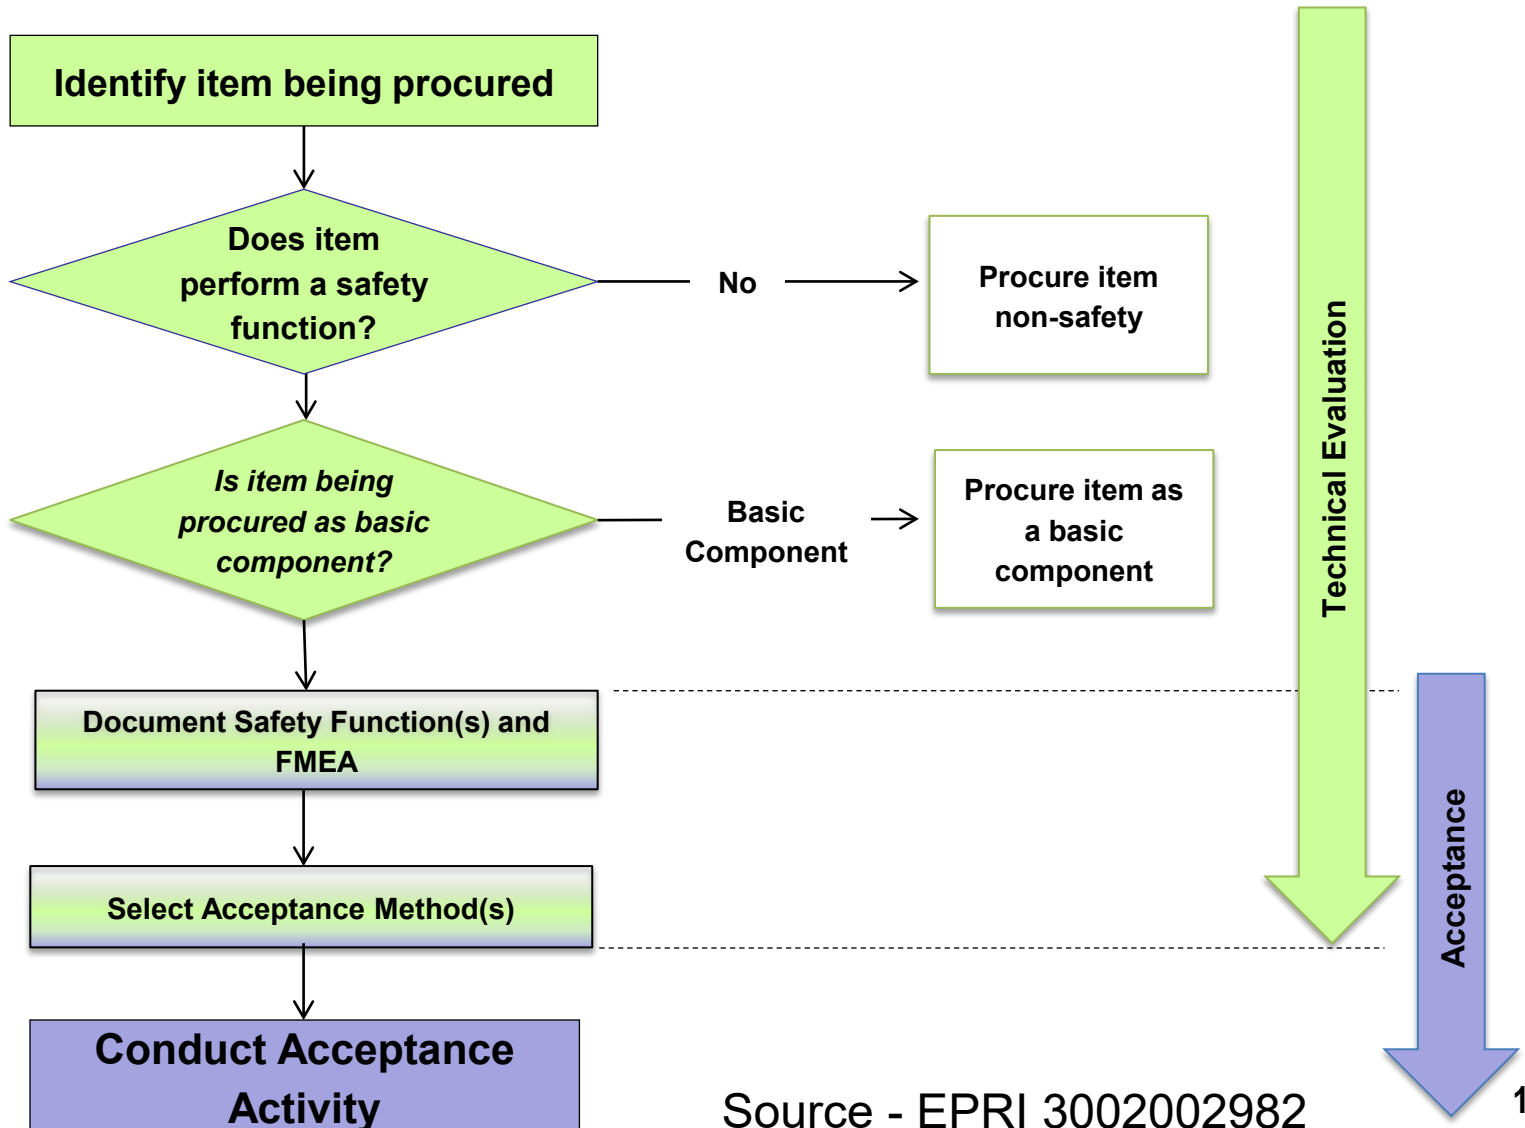 Identify item being procured
Does item
perform a safety
function?
No
Procure item
non-safety
Is item being
procured as basic
component?
Basic
Component
Procure item as
a basic
component
Technical Evaluation
Document Safety Function(s) and
FMEA
Select Acceptance Method(s)
Acceptance
Conduct Acceptance
Activity
Source - EPRI 3002002982
1